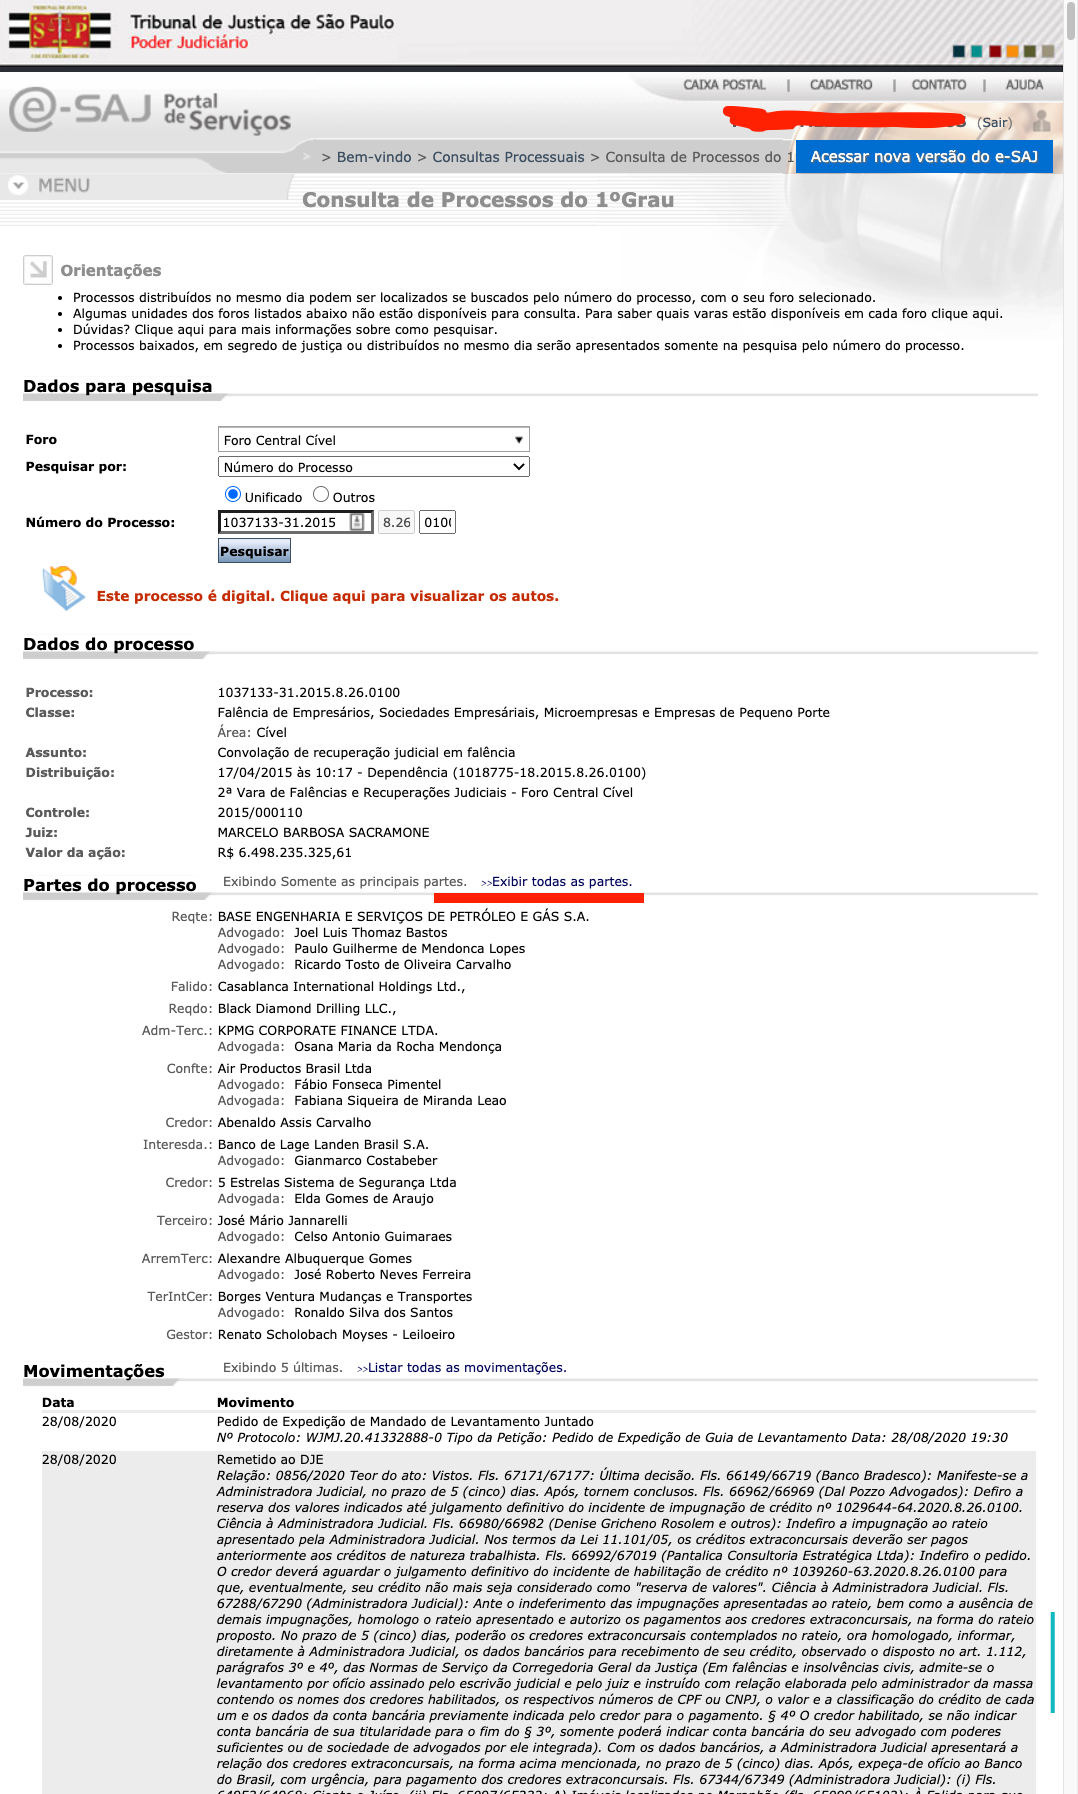 Tribunal de Justiça de São Paulo
Poder Judiciário
CAIXA POSTAL | CADASTRO | CONTATO | AJUDA
e-SAJ Portal de Serviços
(Sair)
> Bem-vindo > Consultas Processuais > Consulta de Processos do 1
Acessar nova versão do e-SAJ
MENU
Consulta de Processos do 1ºGrau
Orientações
• Processos distribuídos no mesmo dia podem ser localizados se buscados pelo número do processo, com o seu foro selecionado.
• Algumas unidades dos foros listados abaixo não estão disponíveis para consulta. Para saber quais varas estão disponíveis em cada foro clique aqui.
• Dúvidas? Clique aqui para mais informações sobre como pesquisar.
• Processos baixados, em segredo de justiça ou distribuídos no mesmo dia serão apresentados somente na pesquisa pelo número do processo.
Dados para pesquisa
Foro Foro Central Cível
Pesquisar por: Número do Processo
Unificado Outros
Número do Processo: 1037133-31.2015 8.26 0100
Pesquisar
Este processo é digital. Clique aqui para visualizar os autos.
Dados do processo
Processo: 1037133-31.2015.8.26.0100
Classe: Falência de Empresários, Sociedades Empresáriais, Microempresas e Empresas de Pequeno Porte
Área: Cível
Assunto: Convolação de recuperação judicial em falência
Distribuição: 17/04/2015 às 10:17 - Dependência (1018775-18.2015.8.26.0100)
2ª Vara de Falências e Recuperações Judiciais - Foro Central Cível
Controle: 2015/000110
Juiz: MARCELO BARBOSA SACRAMONE
Valor da ação: R$ 6.498.235.325,61
Partes do processo Exibindo Somente as principais partes. >>Exibir todas as partes.
Reqte: BASE ENGENHARIA E SERVIÇOS DE PETRÓLEO E GÁS S.A.
Advogado: Joel Luis Thomaz Bastos
Advogado: Paulo Guilherme de Mendonca Lopes
Advogado: Ricardo Tosto de Oliveira Carvalho
Falido: Casablanca International Holdings Ltd.,
Reqdo: Black Diamond Drilling LLC.,
Adm-Terc.: KPMG CORPORATE FINANCE LTDA.
Advogada: Osana Maria da Rocha Mendonça
Confte: Air Productos Brasil Ltda
Advogado: Fábio Fonseca Pimentel
Advogada: Fabiana Siqueira de Miranda Leao
Credor: Abenaldo Assis Carvalho
Interesda.: Banco de Lage Landen Brasil S.A.
Advogado: Gianmarco Costabeber
Credor: 5 Estrelas Sistema de Segurança Ltda
Advogada: Elda Gomes de Araujo
Terceiro: José Mário Jannarelli
Advogado: Celso Antonio Guimaraes
ArremTerc: Alexandre Albuquerque Gomes
Advogado: José Roberto Neves Ferreira
TerIntCer: Borges Ventura Mudanças e Transportes
Advogado: Ronaldo Silva dos Santos
Gestor: Renato Scholobach Moyses - Leiloeiro
Movimentações Exibindo 5 últimas. >>Listar todas as movimentações.
Data Movimento
28/08/2020 Pedido de Expedição de Mandado de Levantamento Juntado
Nº Protocolo: WJMJ.20.41332888-0 Tipo da Petição: Pedido de Expedição de Guia de Levantamento Data: 28/08/2020 19:30
28/08/2020 Remetido ao DJE
Relação: 0856/2020 Teor do ato: Vistos. Fls. 67171/67177: Última decisão. Fls. 66149/66719 (Banco Bradesco): Manifeste-se a
Administradora Judicial, no prazo de 5 (cinco) dias. Após, tornem conclusos. Fls. 66962/66969 (Dal Pozzo Advogados): Defiro a
reserva dos valores indicados até julgamento definitivo do incidente de impugnação de crédito nº 1029644-64.2020.8.26.0100.
Ciência à Administradora Judicial. Fls. 66980/66982 (Denise Gricheno Rosolem e outros): Indefiro a impugnação ao rateio
apresentado pela Administradora Judicial. Nos termos da Lei 11.101/05, os créditos extraconcursais deverão ser pagos
anteriormente aos créditos de natureza trabalhista. Fls. 66992/67019 (Pantalica Consultoria Estratégica Ltda): Indefiro o pedido.
O credor deverá aguardar o julgamento definitivo do incidente de habilitação de crédito nº 1039260-63.2020.8.26.0100 para
que, eventualmente, seu crédito não mais seja considerado como "reserva de valores". Ciência à Administradora Judicial. Fls.
67288/67290 (Administradora Judicial): Ante o indeferimento das impugnações apresentadas ao rateio, bem como a ausência de
demais impugnações, homologo o rateio apresentado e autorizo os pagamentos aos credores extraconcursais, na forma do rateio
proposto. No prazo de 5 (cinco) dias, poderão os credores extraconcursais contemplados no rateio, ora homologado, informar,
diretamente à Administradora Judicial, os dados bancários para recebimento de seu crédito, observado o disposto no art. 1.112,
parágrafos 3º e 4º, das Normas de Serviço da Corregedoria Geral da Justiça (Em falências e insolvências civis, admite-se o
levantamento por ofício assinado pelo escrivão judicial e pelo juiz e instruído com relação elaborada pelo administrador da massa
contendo os nomes dos credores habilitados, os respectivos números de CPF ou CNPJ, o valor e a classificação do crédito de cada
um e os dados da conta bancária previamente indicada pelo credor para o pagamento. § 4º O credor habilitado, se não indicar
conta bancária de sua titularidade para o fim do § 3º, somente poderá indicar conta bancária do seu advogado com poderes
suficientes ou de sociedade de advogados por ele integrada). Com os dados bancários, a Administradora Judicial apresentará a
relação dos credores extraconcursais, na forma acima mencionada, no prazo de 5 (cinco) dias. Após, expeça-se ofício ao Banco
do Brasil, com urgência, para pagamento dos credores extraconcursais. Fls. 67344/67349 (Administradora Judicial): (i) Fls.